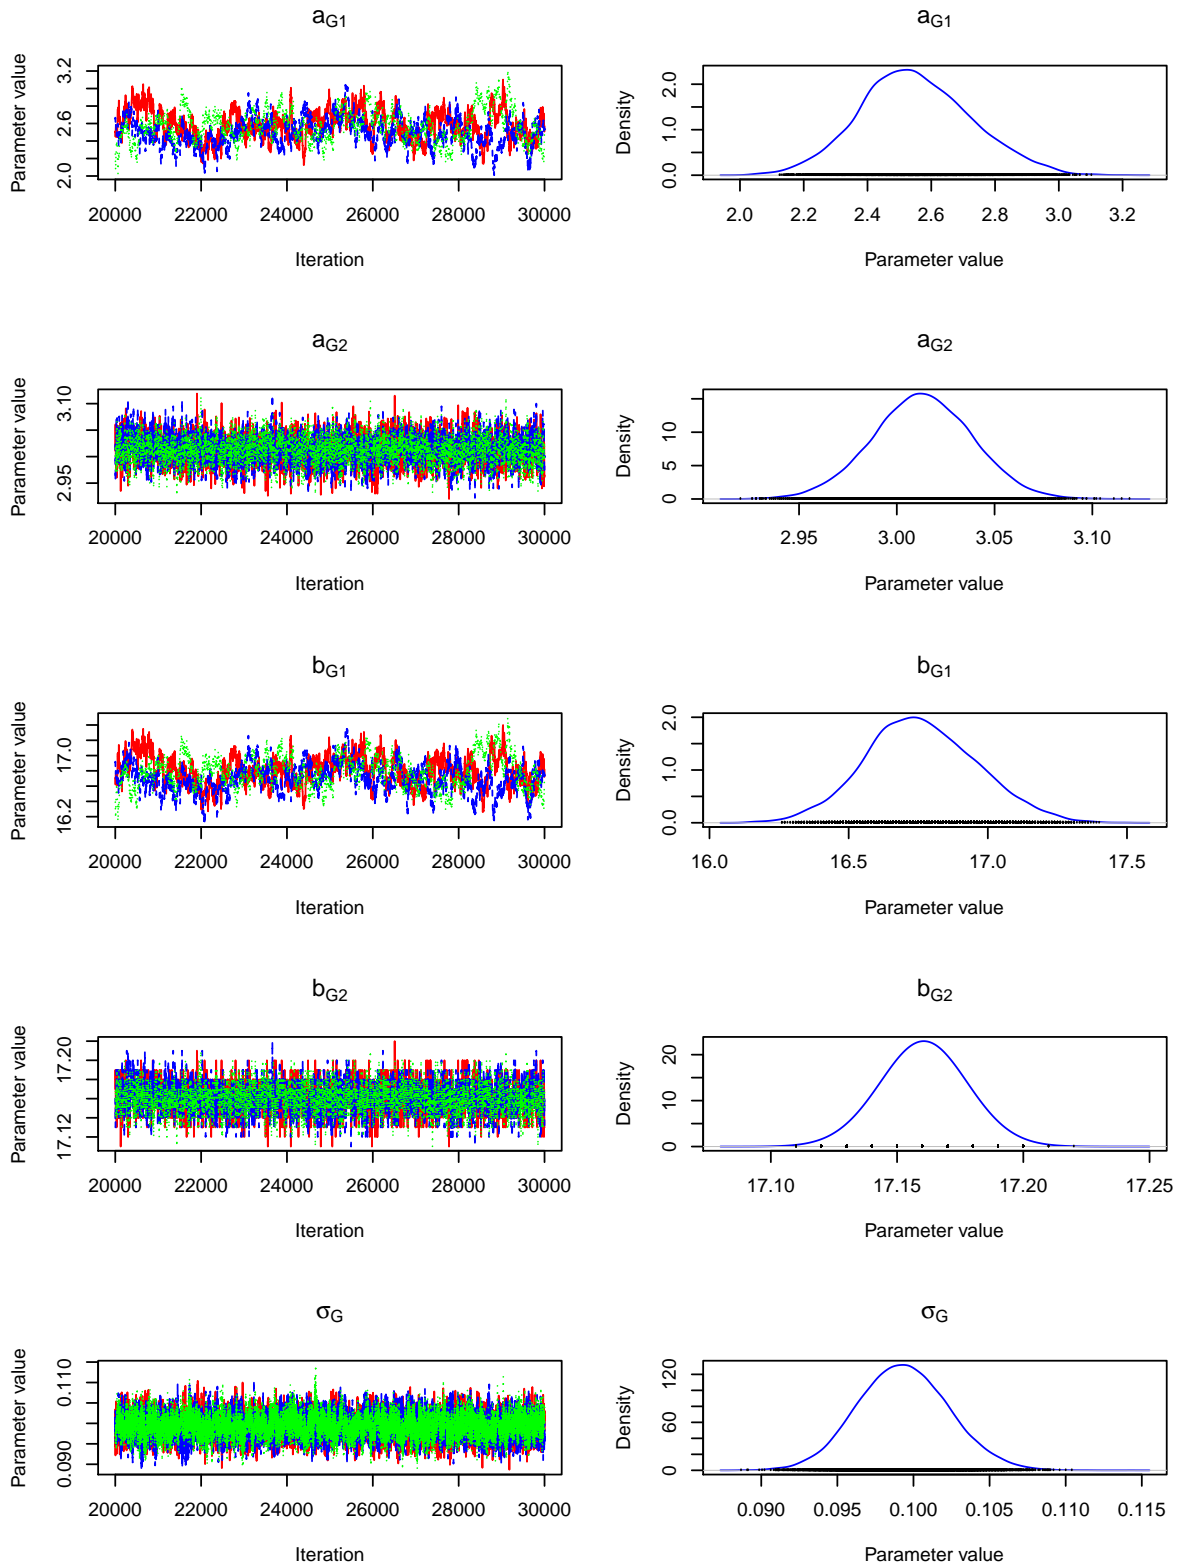 a_G1 a_G1
Parameter value 2.0 2.6 3.2 Density 0.0 1.0 2.0
20000 22000 24000 26000 28000 30000 2.0 2.2 2.4 2.6 2.8 3.0 3.2
Iteration Parameter value
a_G2 a_G2
Parameter value 2.95 3.10 Density 0 5 10
20000 22000 24000 26000 28000 30000 2.95 3.00 3.05 3.10
Iteration Parameter value
b_G1 b_G1
Parameter value 16.2 17.0 Density 0.0 1.0 2.0
20000 22000 24000 26000 28000 30000 16.0 16.5 17.0 17.5
Iteration Parameter value
b_G2 b_G2
Parameter value 17.12 17.20 Density 0 10 20
20000 22000 24000 26000 28000 30000 17.10 17.15 17.20 17.25
Iteration Parameter value
σ_G σ_G
Parameter value 0.090 0.110 Density 0 60 120
20000 22000 24000 26000 28000 30000 0.090 0.095 0.100 0.105 0.110 0.115
Iteration Parameter value